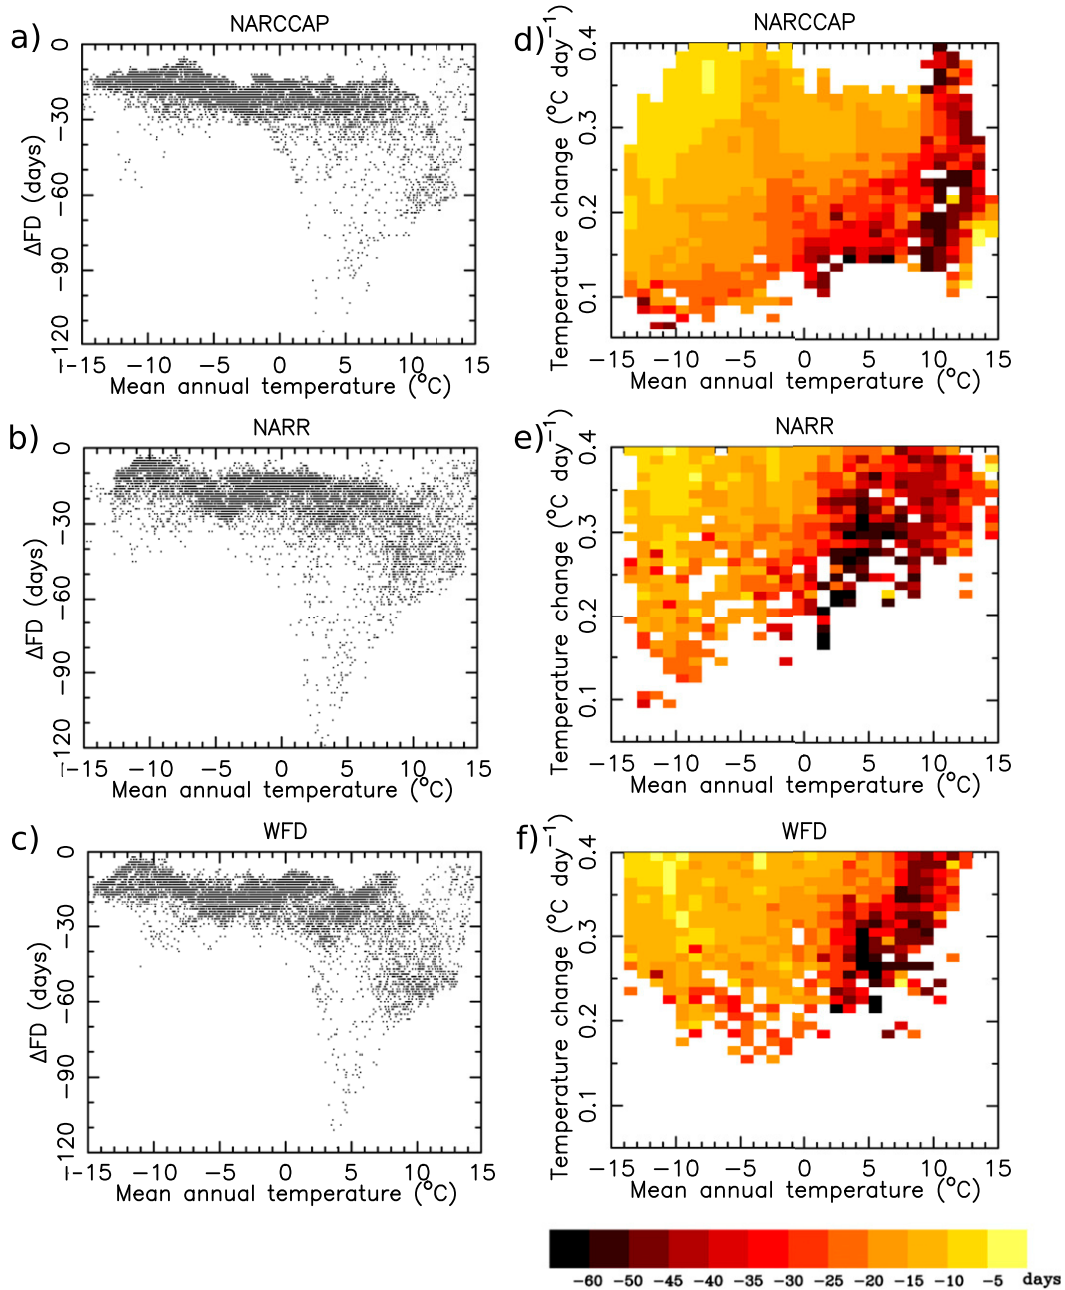 a)
NARCCAP
ΔFD (days)
0
−30
−60
−90
−120
−15 −10 −5 0 5 10 15
Mean annual temperature (°C)
d)
NARCCAP
Temperature change (°C day⁻¹)
0.4
0.3
0.2
0.1
−15 −10 −5 0 5 10 15
Mean annual temperature (°C)
b)
NARR
ΔFD (days)
0
−30
−60
−90
−120
−15 −10 −5 0 5 10 15
Mean annual temperature (°C)
e)
NARR
Temperature change (°C day⁻¹)
0.4
0.3
0.2
0.1
−15 −10 −5 0 5 10 15
Mean annual temperature (°C)
c)
WFD
ΔFD (days)
0
−30
−60
−90
−120
−15 −10 −5 0 5 10 15
Mean annual temperature (°C)
f)
WFD
Temperature change (°C day⁻¹)
0.4
0.3
0.2
0.1
−15 −10 −5 0 5 10 15
Mean annual temperature (°C)
−60 −50 −45 −40 −35 −30 −25 −20 −15 −10 −5 days